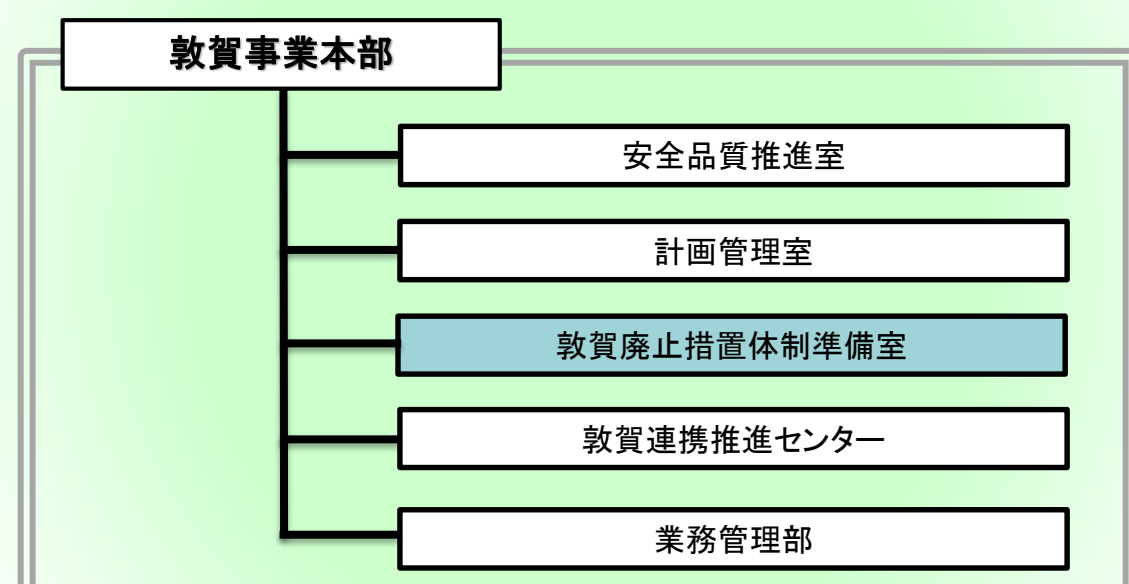 敦賀事業本部
安全品質推進室
計画管理室
敦賀廃止措置体制準備室
敦賀連携推進センター
業務管理部